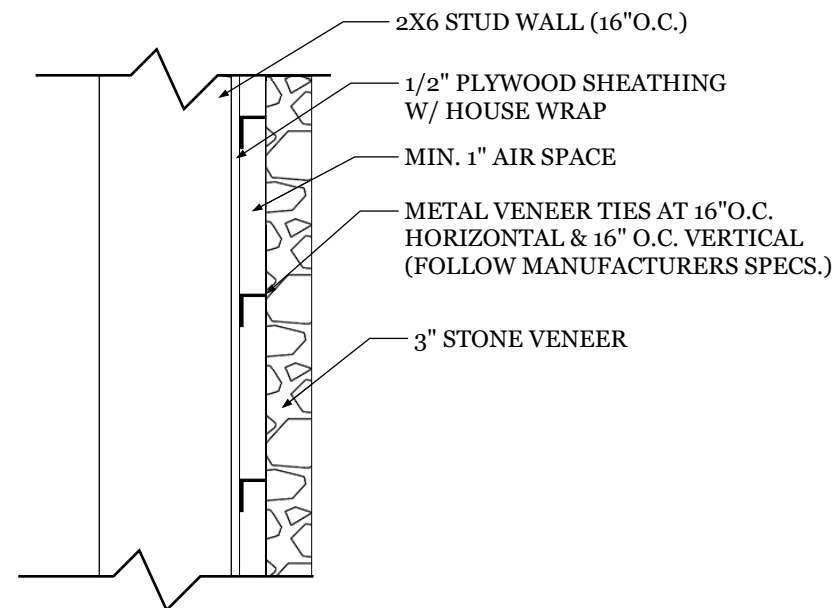 2X6 STUD WALL (16"O.C.)
1/2" PLYWOOD SHEATHING
W/ HOUSE WRAP
MIN. 1" AIR SPACE
METAL VENEER TIES AT 16"O.C.
HORIZONTAL & 16" O.C. VERTICAL
(FOLLOW MANUFACTURERS SPECS.)
3" STONE VENEER